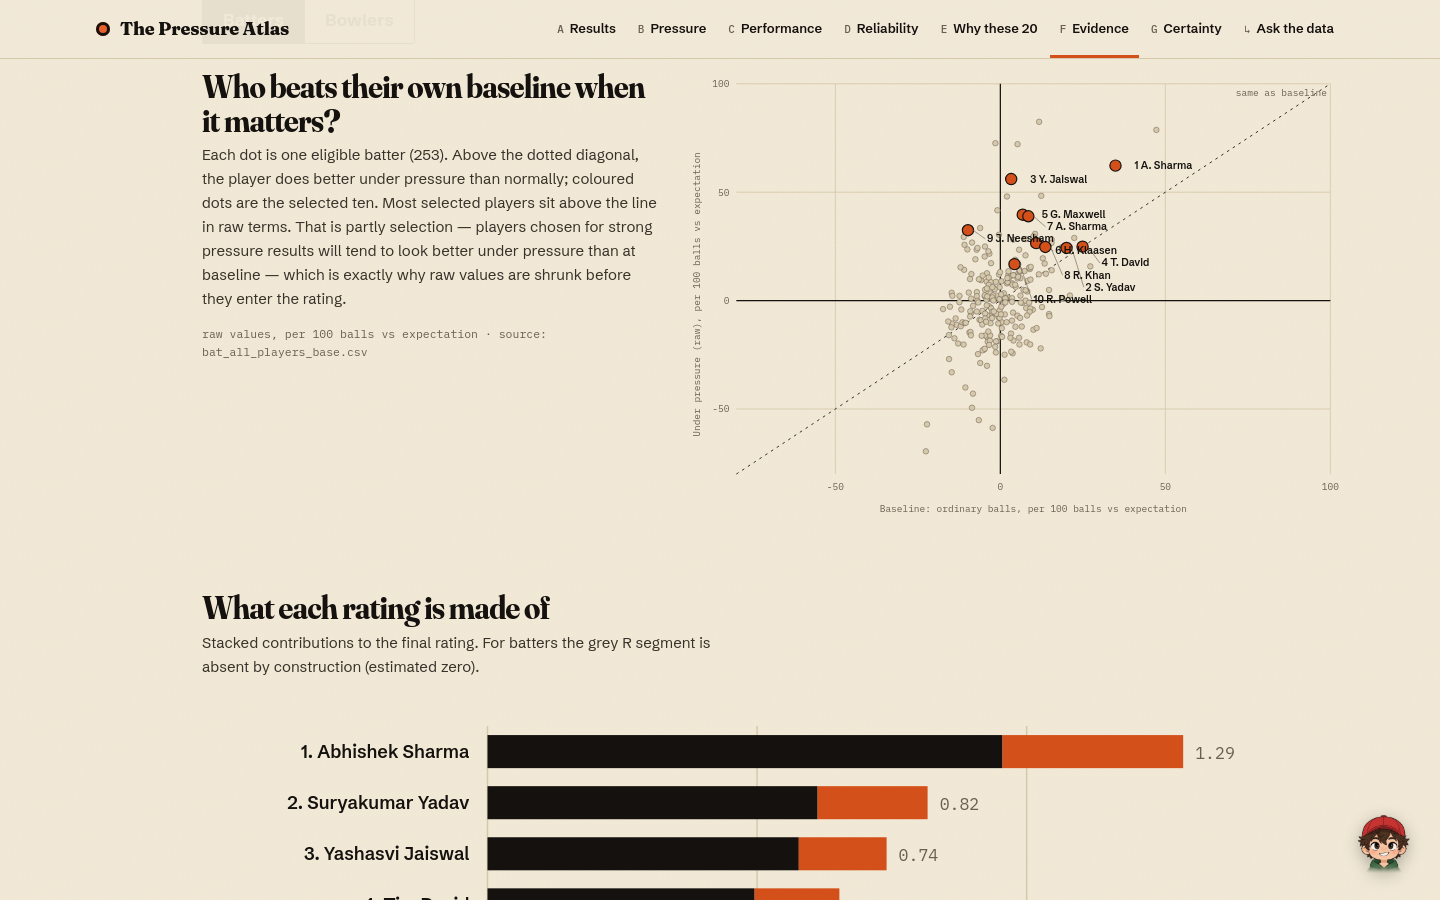 The Pressure Atlas
Batters Bowlers
A Results B Pressure C Performance D Reliability E Why these 20 F Evidence G Certainty ↳ Ask the data
Who beats their own baseline when
it matters?
Each dot is one eligible batter (253). Above the dotted diagonal,
the player does better under pressure than normally; coloured
dots are the selected ten. Most selected players sit above the line
in raw terms. That is partly selection — players chosen for strong
pressure results will tend to look better under pressure than at
baseline — which is exactly why raw values are shrunk before
they enter the rating.
raw values, per 100 balls vs expectation · source:
bat_all_players_base.csv
Under pressure (raw), per 100 balls vs expectation
100
50
0
-50
same as baseline
1 A. Sharma
3 Y. Jaiswal
5 G. Maxwell
7 A. Sharma
9 J. Neesham
6 H. Klaasen
4 T. David
8 R. Khan
2 S. Yadav
10 R. Powell
-50 0 50 100
Baseline: ordinary balls, per 100 balls vs expectation
What each rating is made of
Stacked contributions to the final rating. For batters the grey R segment is
absent by construction (estimated zero).
1. Abhishek Sharma 1.29
2. Suryakumar Yadav 0.82
3. Yashasvi Jaiswal 0.74
4. Tim David